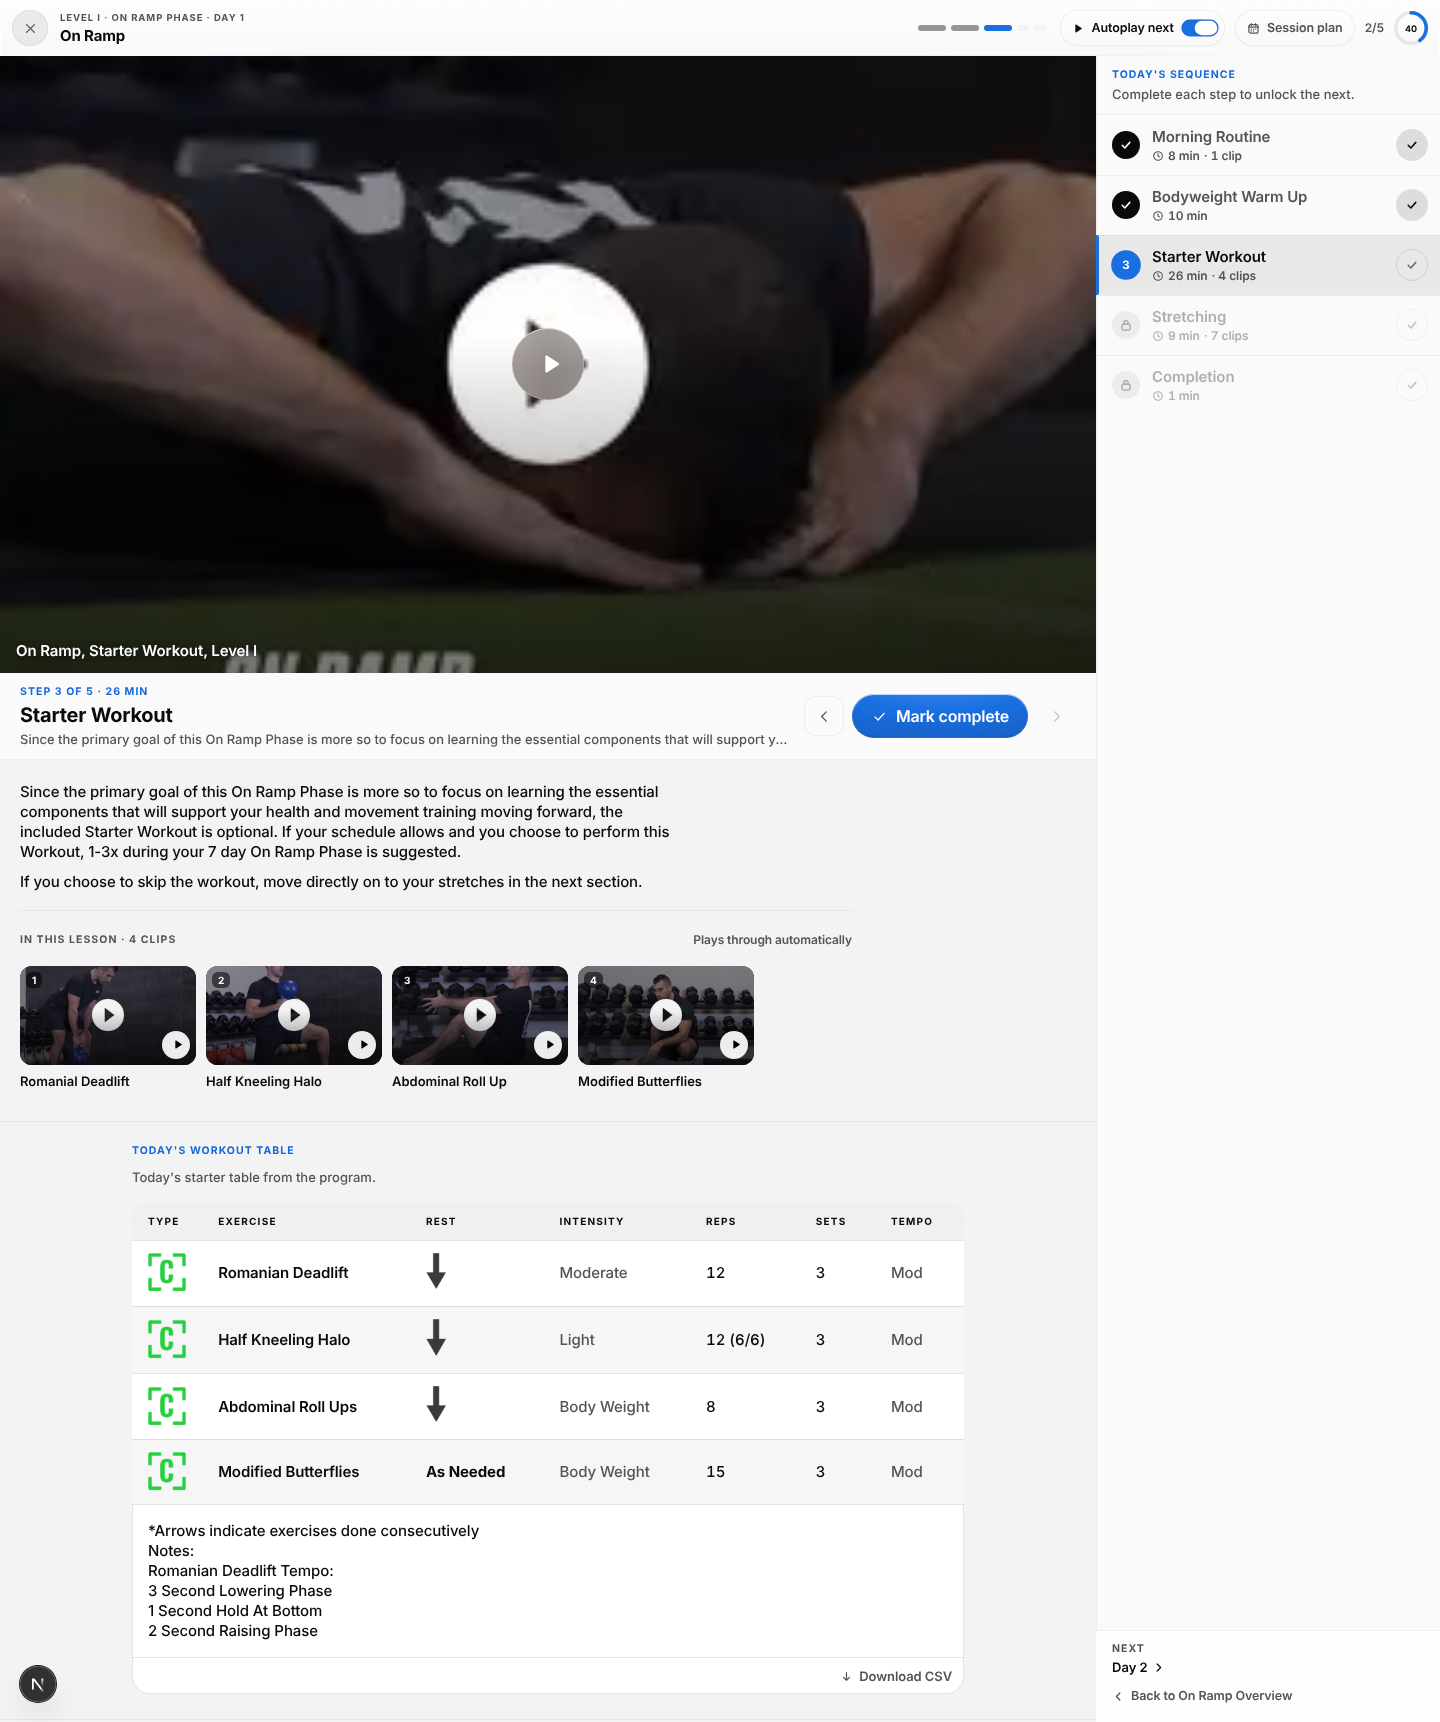 LEVEL I · ON RAMP PHASE · DAY 1
On Ramp
Autoplay next
Session plan
2/5
40
On Ramp, Starter Workout, Level I
ON RAMP
STEP 3 OF 5 · 26 MIN
Starter Workout
Since the primary goal of this On Ramp Phase is more so to focus on learning the essential components that will support y...
Mark complete
Since the primary goal of this On Ramp Phase is more so to focus on learning the essential
components that will support your health and movement training moving forward, the
included Starter Workout is optional. If your schedule allows and you choose to perform this
Workout, 1-3x during your 7 day On Ramp Phase is suggested.
If you choose to skip the workout, move directly on to your stretches in the next section.
IN THIS LESSON · 4 CLIPS
Plays through automatically
1
2
3
4
Romanial Deadlift
Half Kneeling Halo
Abdominal Roll Up
Modified Butterflies
TODAY'S WORKOUT TABLE
Today's starter table from the program.
TYPE EXERCISE REST INTENSITY REPS SETS TEMPO
C Romanian Deadlift Moderate 12 3 Mod
C Half Kneeling Halo Light 12 (6/6) 3 Mod
C Abdominal Roll Ups Body Weight 8 3 Mod
C Modified Butterflies As Needed Body Weight 15 3 Mod
*Arrows indicate exercises done consecutively
Notes:
Romanian Deadlift Tempo:
3 Second Lowering Phase
1 Second Hold At Bottom
2 Second Raising Phase
Download CSV
N
TODAY'S SEQUENCE
Complete each step to unlock the next.
Morning Routine
8 min · 1 clip
Bodyweight Warm Up
10 min
3
Starter Workout
26 min · 4 clips
Stretching
9 min · 7 clips
Completion
1 min
NEXT
Day 2
Back to On Ramp Overview